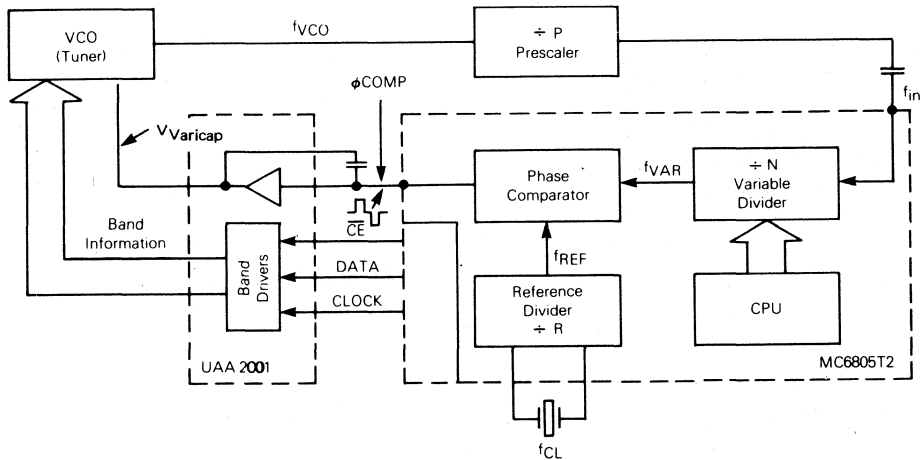 VCO
(Tuner)
fVCO
÷ P
Prescaler
fin
VVaricap
φCOMP
CE
Phase
Comparator
fVAR
÷ N
Variable
Divider
Band
Information
Band
Drivers
DATA
CLOCK
fREF
Reference
Divider
÷ R
CPU
UAA 2001
MC6805T2
fCL